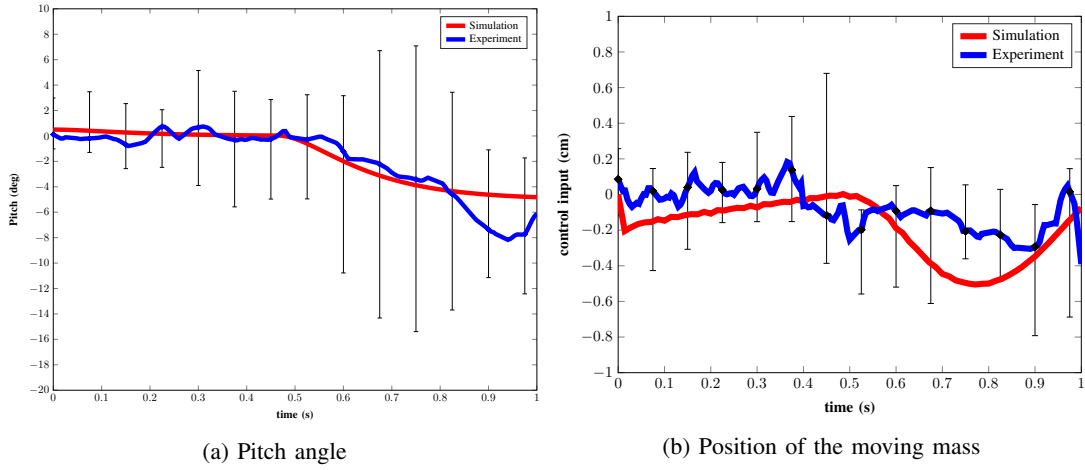 10
8
6
4
2
0
−2
−4
−6
−8
−10
−12
−14
−16
−18
−20
Pitch (deg)
0 0.1 0.2 0.3 0.4 0.5 0.6 0.7 0.8 0.9 1
time (s)
Simulation
Experiment
(a) Pitch angle
1
0.8
0.6
0.4
0.2
0
−0.2
−0.4
−0.6
−0.8
−1
control input (cm)
0 0.1 0.2 0.3 0.4 0.5 0.6 0.7 0.8 0.9 1
time (s)
Simulation
Experiment
(b) Position of the moving mass